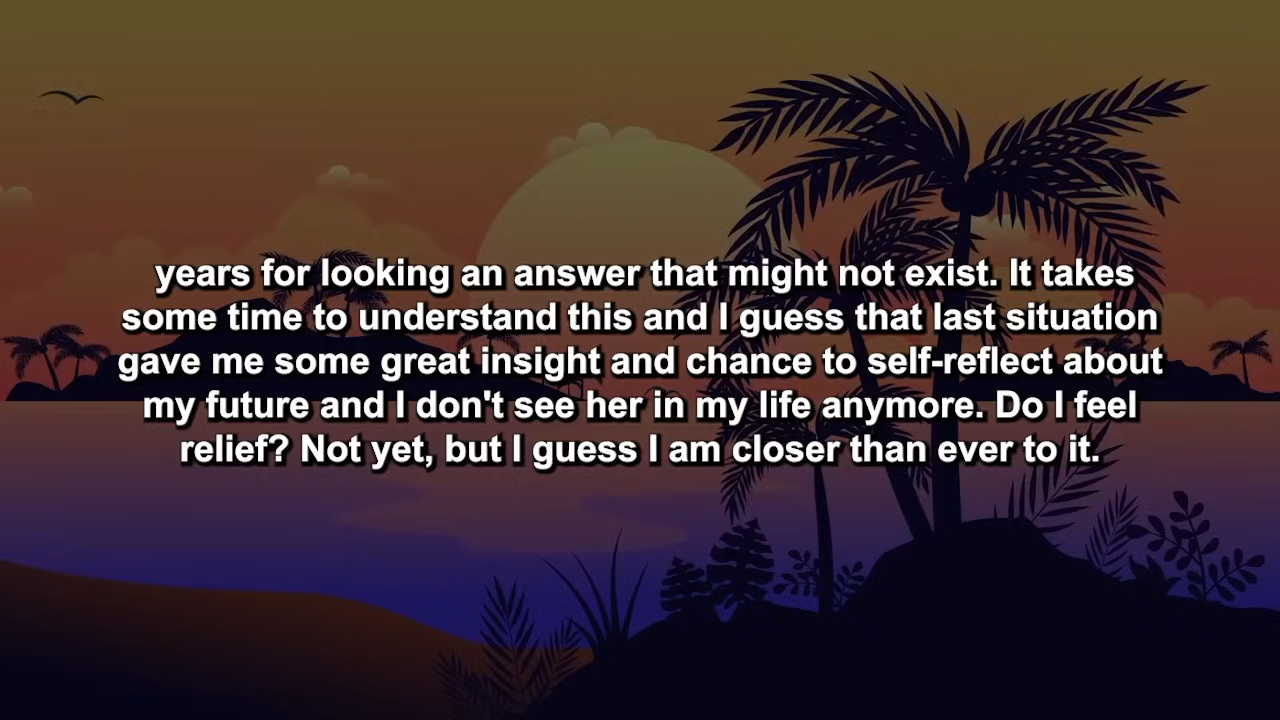 years for looking an answer that might not exist. It takes
some time to understand this and I guess that last situation
gave me some great insight and chance to self-reflect about
my future and I don't see her in my life anymore. Do I feel
relief? Not yet, but I guess I am closer than ever to it.